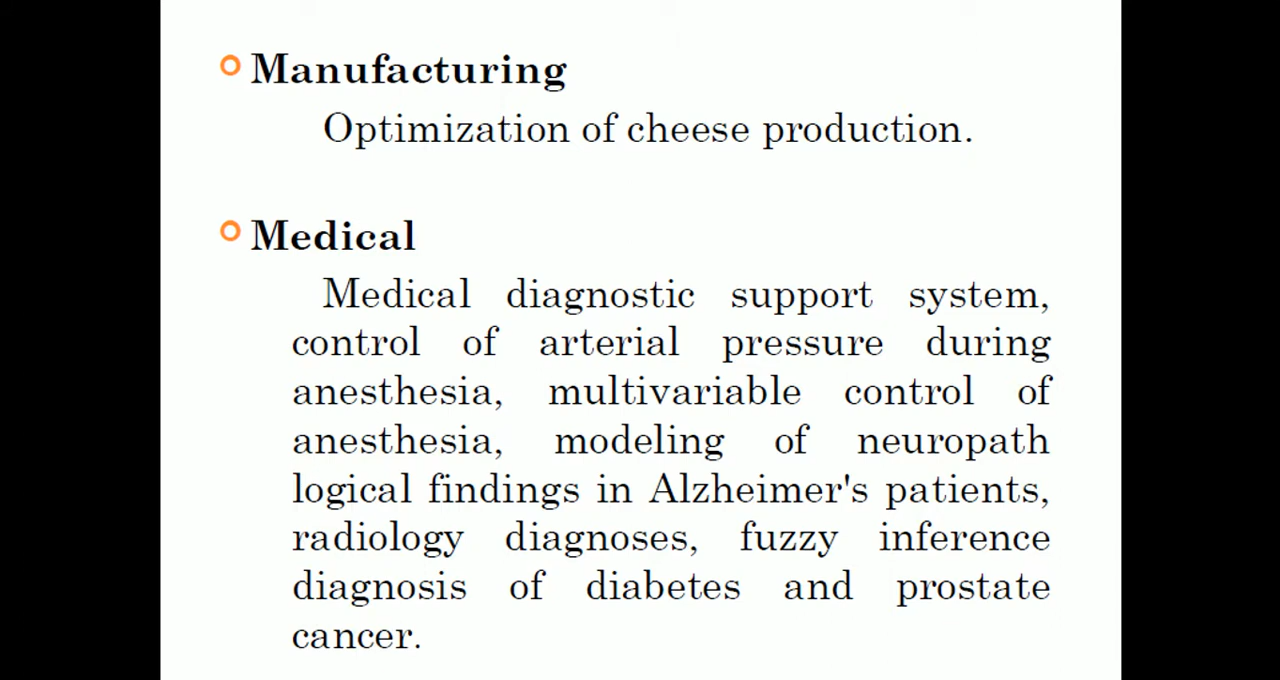 Manufacturing
Optimization of cheese production.
Medical
Medical diagnostic support system,
control of arterial pressure during
anesthesia, multivariable control of
anesthesia, modeling of neuropath
logical findings in Alzheimer's patients,
radiology diagnoses, fuzzy inference
diagnosis of diabetes and prostate
cancer.